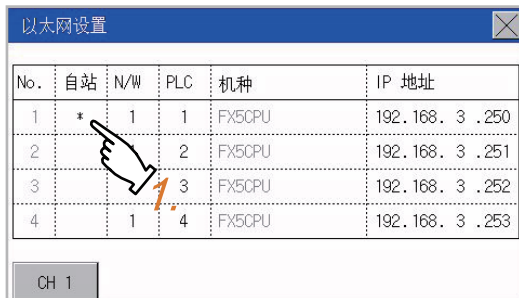 以太网设置
No. 自站 N/W PLC 机种 IP 地址
1 * 1 1 FX5CPU 192.168. 3 .250
2 1 2 FX5CPU 192.168. 3 .251
3 3 FX5CPU 192.168. 3 .252
4 1 4 FX5CPU 192.168. 3 .253
1.
CH 1